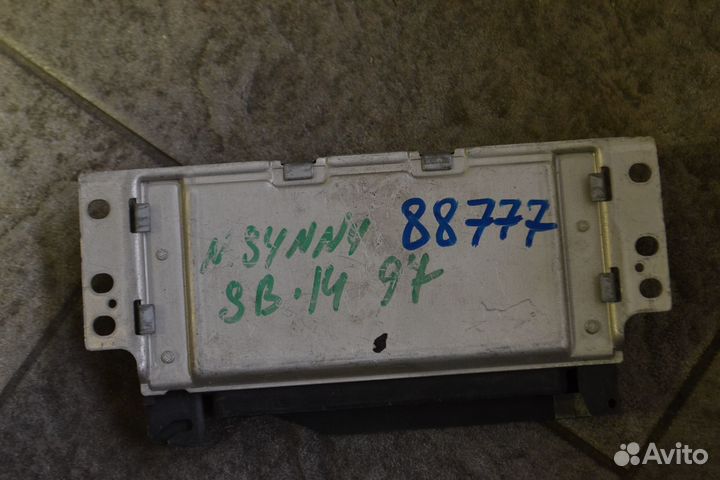 88777
N.SYNNY
SB.14 97
Avito